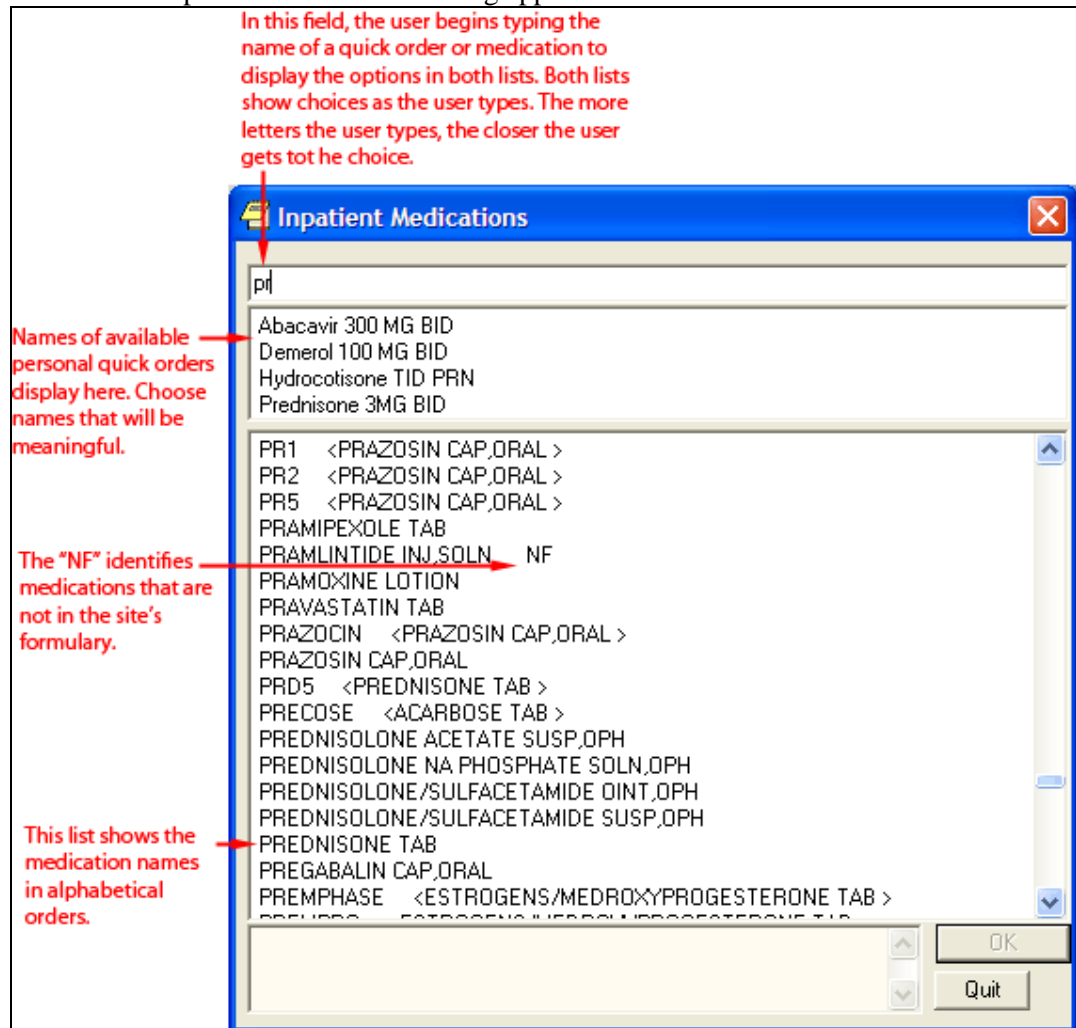 In this field, the user begins typing the
name of a quick order or medication to
display the options in both lists. Both lists
show choices as the user types. The more
letters the user types, the closer the user
gets tot he choice.
Inpatient Medications
pr
Names of available
personal quick orders
display here. Choose
names that will be
meaningful.
Abacavir 300 MG BID
Demerol 100 MG BID
Hydrocotisone TID PRN
Prednisone 3MG BID
PR1 <PRAZOSIN CAP,ORAL >
PR2 <PRAZOSIN CAP,ORAL >
PR5 <PRAZOSIN CAP,ORAL >
PRAMIPEXOLE TAB
PRAMLINTIDE INJ,SOLN NF
PRAMOXINE LOTION
PRAVASTATIN TAB
PRAZOCIN <PRAZOSIN CAP,ORAL >
PRAZOSIN CAP,ORAL
PRD5 <PREDNISONE TAB >
PRECOSE <ACARBOSE TAB >
PREDNISOLONE ACETATE SUSP,OPH
PREDNISOLONE NA PHOSPHATE SOLN,OPH
PREDNISOLONE/SULFACETAMIDE OINT,OPH
PREDNISOLONE/SULFACETAMIDE SUSP,OPH
PREDNISONE TAB
PREGABALIN CAP,ORAL
PREMPHASE <ESTROGENS/MEDROXYPROGESTERONE TAB >
The "NF" identifies
medications that are
not in the site's
formulary.
This list shows the
medication names
in alphabetical
orders.
OK
Quit